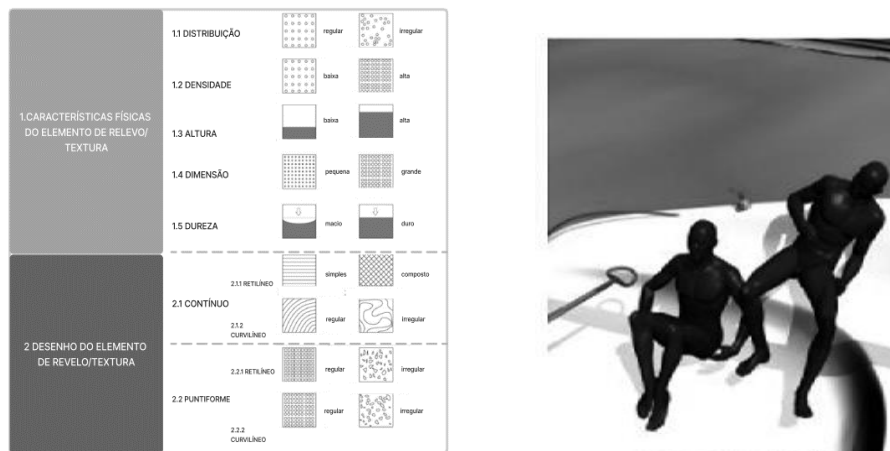 1.CARACTERÍSTICAS FÍSICAS
DO ELEMENTO DE RELEVO/
TEXTURA
1.1 DISTRIBUIÇÃO
regular
irregular
1.2 DENSIDADE
baixa
alta
1.3 ALTURA
baixa
alta
1.4 DIMENSÃO
pequena
grande
1.5 DUREZA
macio
duro
2 DESENHO DO ELEMENTO
DE REVELO/TEXTURA
2.1 CONTÍNUO
2.1.1 RETILÍNEO
simples
composto
2.1.2
CURVILÍNEO
regular
irregular
2.2 PUNTIFORME
2.2.1 RETILÍNEO
regular
irregular
2.2.2
CURVILÍNEO
regular
irregular